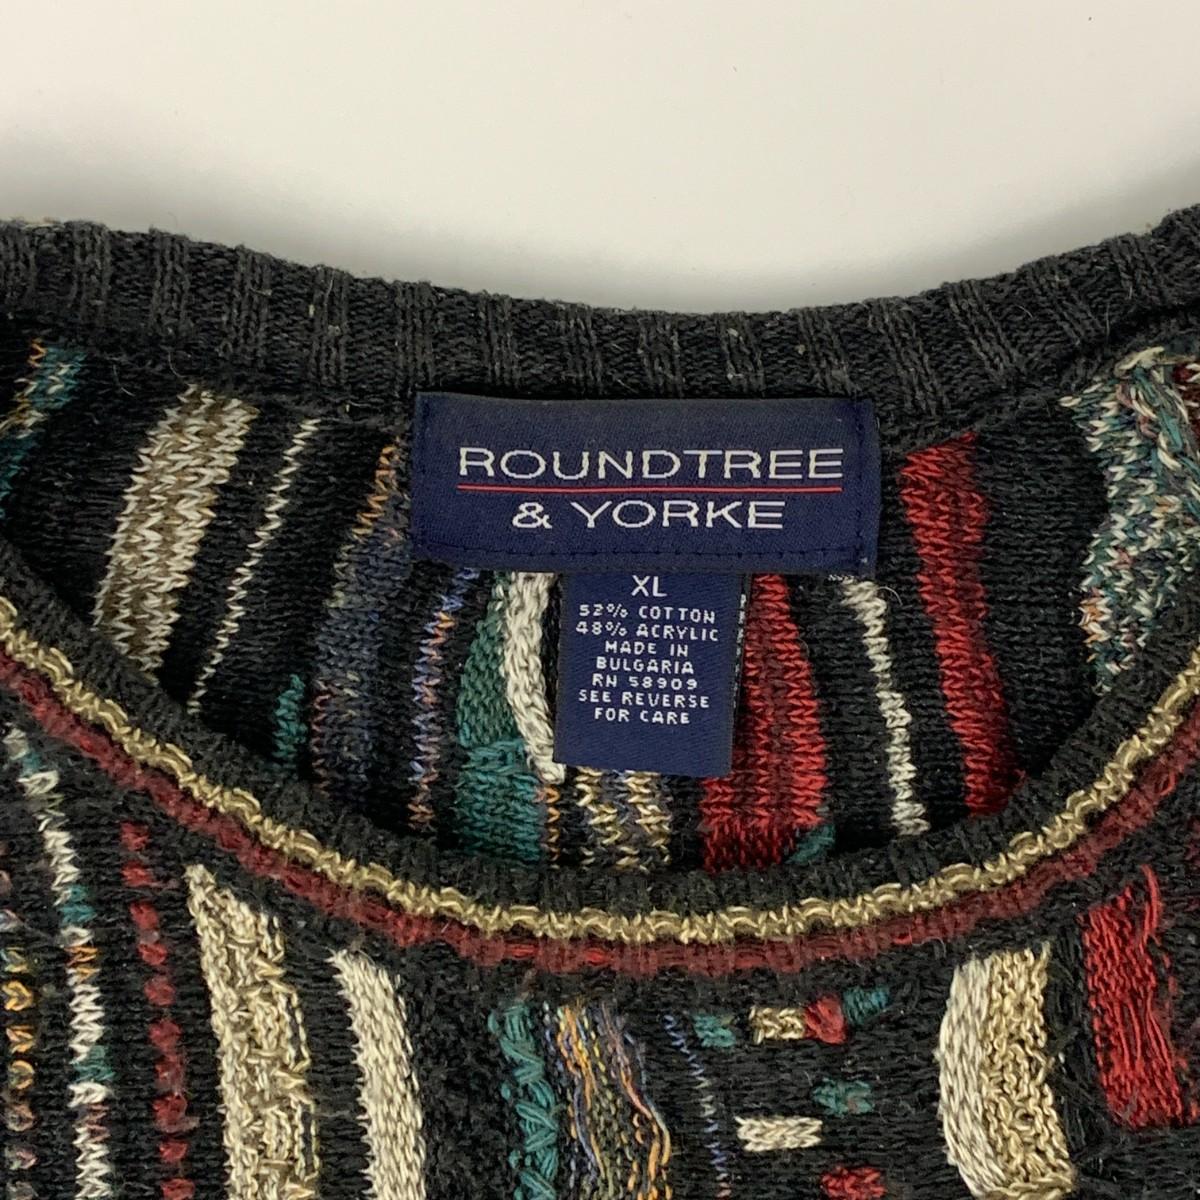 ROUNDTREE
& YORKE
XL
52% COTTON
48% ACRYLIC
MADE IN
BULGARIA
RN 58909
SEE REVERSE
FOR CARE